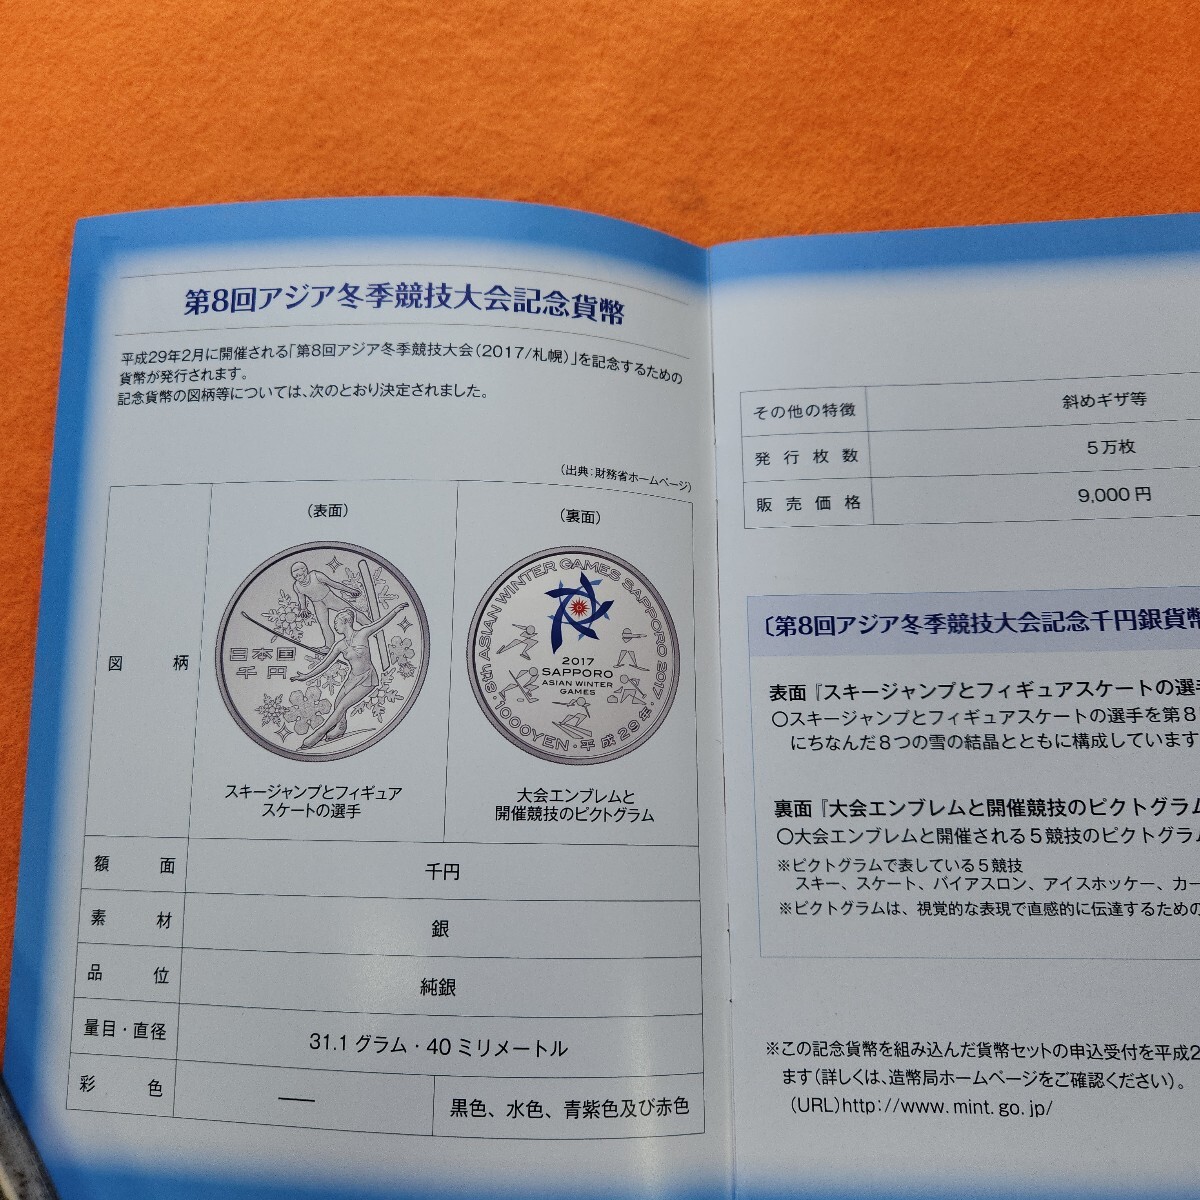 第8回アジア冬季競技大会記念貨幣
平成29年2月に開催される「第8回アジア冬季競技大会（2017/札幌）」を記念するための
貨幣が発行されます。
記念貨幣の図柄等については、次のとおり決定されました。
（出典：財務省ホームページ）
図柄
（表面）
日本国
千円
スキージャンプとフィギュア
スケートの選手
（裏面）
8th ASIAN WINTER GAMES SAPPORO 2017・
2017
SAPPORO
ASIAN WINTER
GAMES
1000YEN・平成29年
大会エンブレムと
開催競技のピクトグラム
額面 千円
素材 銀
品位 純銀
量目・直径 31.1グラム・40ミリメートル
彩色 — 黒色、水色、青紫色及び赤色
その他の特徴 斜めギザ等
発行枚数 5万枚
販売価格 9,000円
〔第8回アジア冬季競技大会記念千円銀貨幣
表面『スキージャンプとフィギュアスケートの選手
○スキージャンプとフィギュアスケートの選手を第8
にちなんだ8つの雪の結晶とともに構成しています
裏面『大会エンブレムと開催競技のピクトグラム
○大会エンブレムと開催される5競技のピクトグラ
※ピクトグラムで表している5競技
スキー、スケート、バイアスロン、アイスホッケー、カー
※ピクトグラムは、視覚的な表現で直感的に伝達するための
※この記念貨幣を組み込んだ貨幣セットの申込受付を平成2
ます（詳しくは、造幣局ホームページをご確認ください）。
（URL）http://www.mint.go.jp/